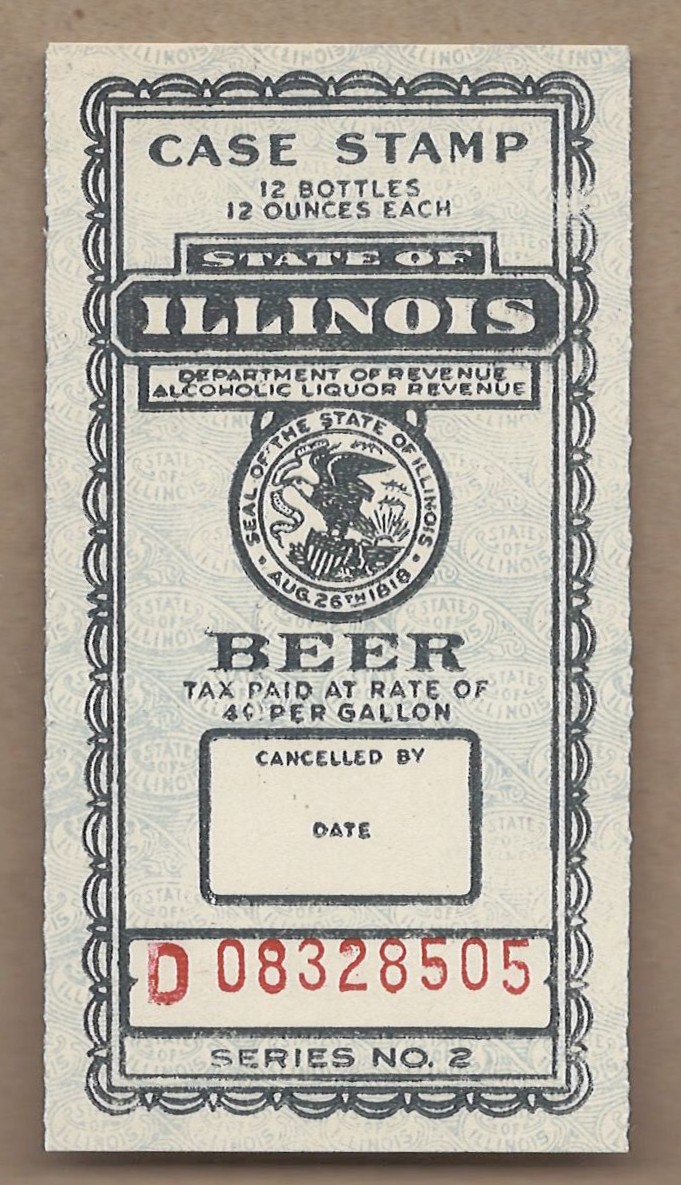 CASE STAMP
12 BOTTLES
12 OUNCES EACH
STATE OF
ILLINOIS
DEPARTMENT OF REVENUE
ALCOHOLIC LIQUOR REVENUE
SEAL OF THE STATE OF ILLINOIS
AUG. 26TH 1818
BEER
TAX PAID AT RATE OF
4¢ PER GALLON
CANCELLED BY
DATE
D 08328505
SERIES NO. 2